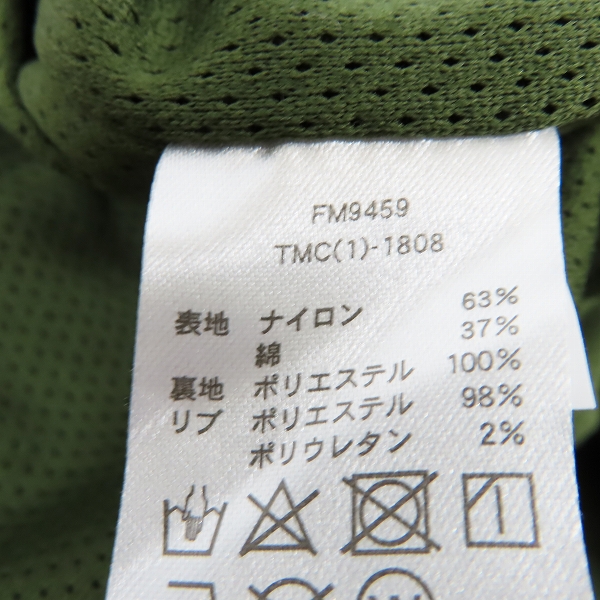 FM9459
TMC(1)-1808
表地 ナイロン 63%
綿 37%
裏地 ポリエステル 100%
リブ ポリエステル 98%
ポリウレタン 2%